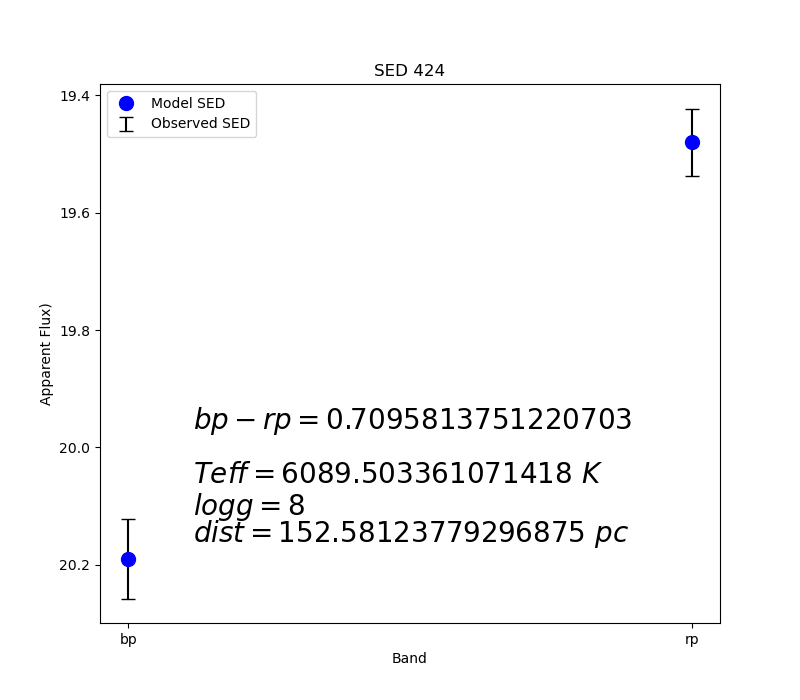 SED 424
Model SED
Observed SED
19.4
19.6
19.8
20.0
20.2
Apparent Flux)
bp − rp = 0.7095813751220703
Teff = 6089.503361071418 K
logg = 8
dist = 152.58123779296875 pc
bp
rp
Band